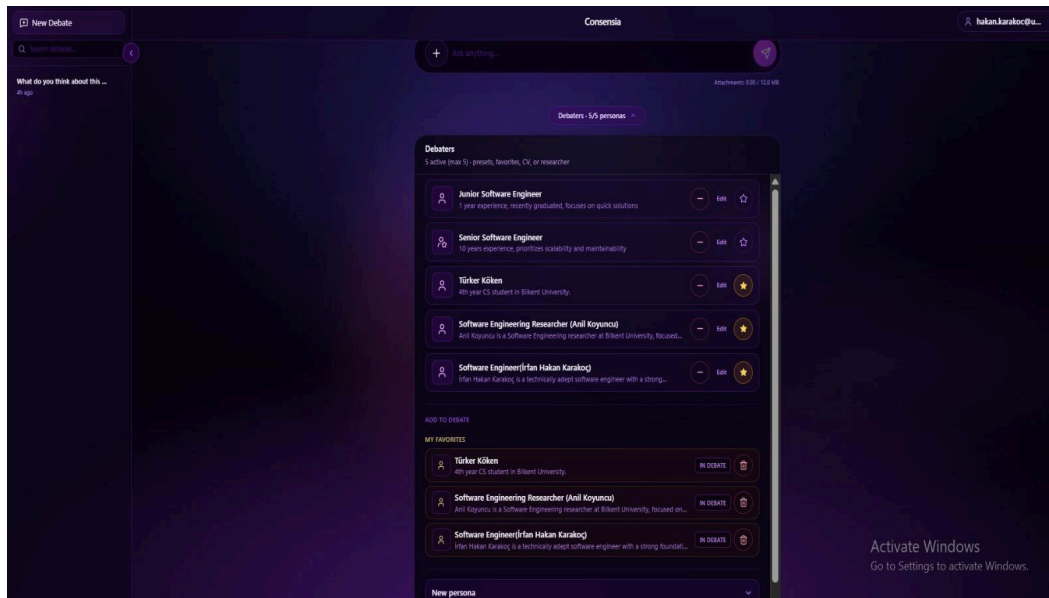 New Debate
Consensia
hakan.karakoc@u...
Search debates...
What do you think about this ...
4h ago
Ask anything...
Attachments: 0.00 / 12.0 MB
Debaters · 5/5 personas
Debaters
5 active (max 5) · presets, favorites, CV, or researcher
Junior Software Engineer
1 year experience, recently graduated, focuses on quick solutions
Edit
Senior Software Engineer
10 years experience, prioritizes scalability and maintainability
Edit
Türker Köken
4th year CS student in Bilkent University.
Edit
Software Engineering Researcher (Anil Koyuncu)
Anil Koyuncu is a Software Engineering researcher at Bilkent University, focused...
Edit
Software Engineer(İrfan Hakan Karakoç)
İrfan Hakan Karakoç is a technically adept software engineer with a strong...
Edit
ADD TO DEBATE
MY FAVORITES
Türker Köken
4th year CS student in Bilkent University.
IN DEBATE
Software Engineering Researcher (Anil Koyuncu)
Anil Koyuncu is a Software Engineering researcher at Bilkent University, focused on...
IN DEBATE
Software Engineer(İrfan Hakan Karakoç)
İrfan Hakan Karakoç is a technically adept software engineer with a strong foundati...
IN DEBATE
New persona
Activate Windows
Go to Settings to activate Windows.